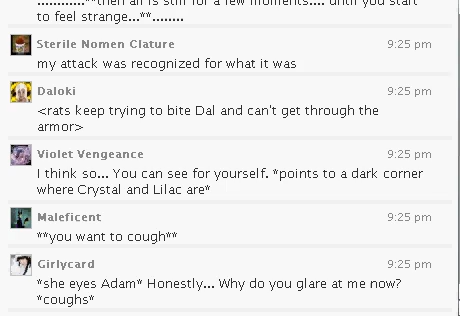 ............**then all is still for a few moments.... until you start
to feel strange...**........
Sterile Nomen Clature 9:25 pm
my attack was recognized for what it was
Daloki 9:25 pm
<rats keep trying to bite Dal and can't get through the
armor>
Violet Vengeance 9:25 pm
I think so... You can see for yourself. *points to a dark corner
where Crystal and Lilac are*
Maleficent 9:25 pm
**you want to cough**
Girlycard 9:25 pm
*she eyes Adam* Honestly... Why do you glare at me now?
*coughs*